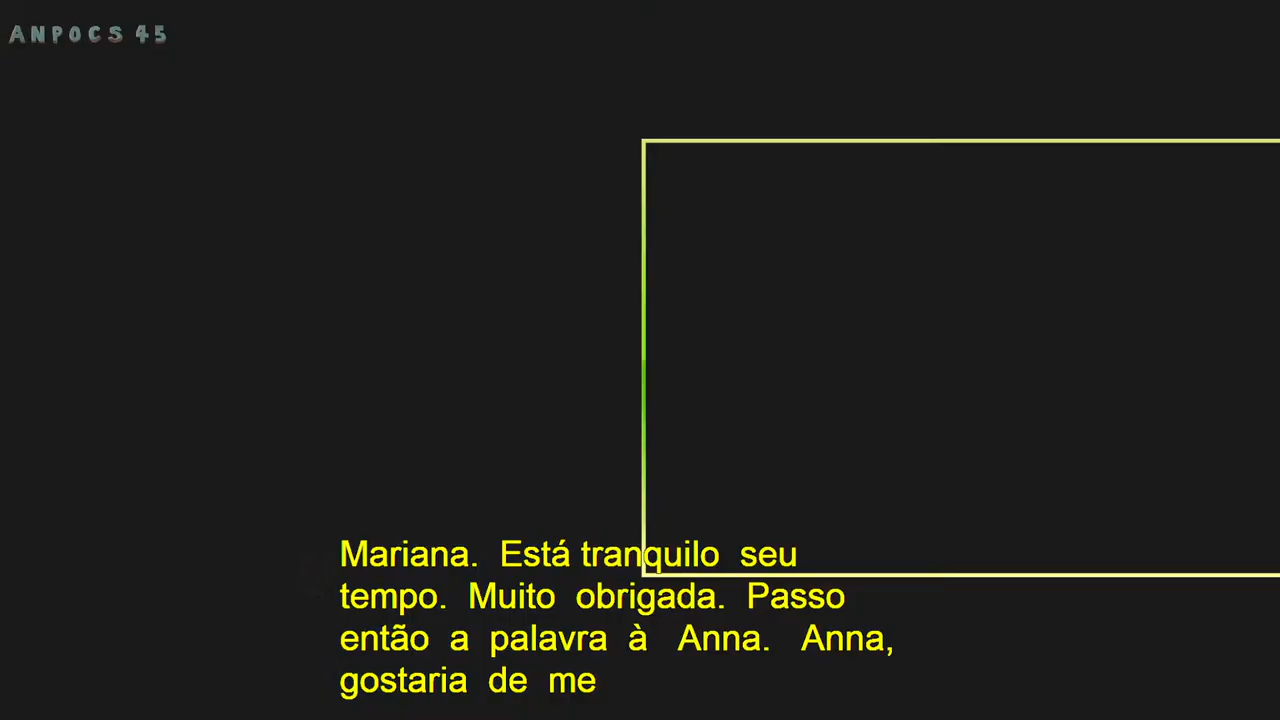 ANPOCS 45
Mariana. Está tranquilo seu
tempo. Muito obrigada. Passo
então a palavra à Anna. Anna,
gostaria de me